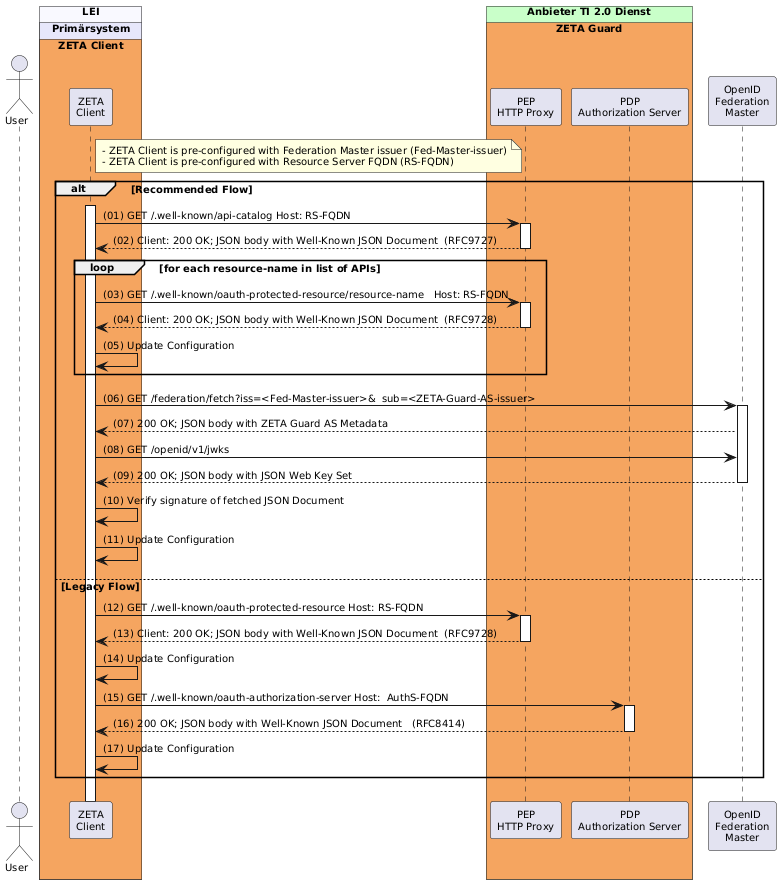 LEI
Anbieter TI 2.0 Dienst
Primärsystem
ZETA Guard
ZETA Client
User
ZETA
Client
PEP
HTTP Proxy
PDP
Authorization Server
OpenID
Federation
Master
- ZETA Client is pre-configured with Federation Master issuer (Fed-Master-issuer)
- ZETA Client is pre-configured with Resource Server FQDN (RS-FQDN)
alt [Recommended Flow]
(01) GET /.well-known/api-catalog Host: RS-FQDN
(02) Client: 200 OK; JSON body with Well-Known JSON Document (RFC9727)
loop [for each resource-name in list of APIs]
(03) GET /.well-known/oauth-protected-resource/resource-name Host: RS-FQDN
(04) Client: 200 OK; JSON body with Well-Known JSON Document (RFC9728)
(05) Update Configuration
(06) GET /federation/fetch?iss=<Fed-Master-issuer>& sub=<ZETA-Guard-AS-issuer>
(07) 200 OK; JSON body with ZETA Guard AS Metadata
(08) GET /openid/v1/jwks
(09) 200 OK; JSON body with JSON Web Key Set
(10) Verify signature of fetched JSON Document
(11) Update Configuration
[Legacy Flow]
(12) GET /.well-known/oauth-protected-resource Host: RS-FQDN
(13) Client: 200 OK; JSON body with Well-Known JSON Document (RFC9728)
(14) Update Configuration
(15) GET /.well-known/oauth-authorization-server Host: AuthS-FQDN
(16) 200 OK; JSON body with Well-Known JSON Document (RFC8414)
(17) Update Configuration
User
ZETA
Client
PEP
HTTP Proxy
PDP
Authorization Server
OpenID
Federation
Master